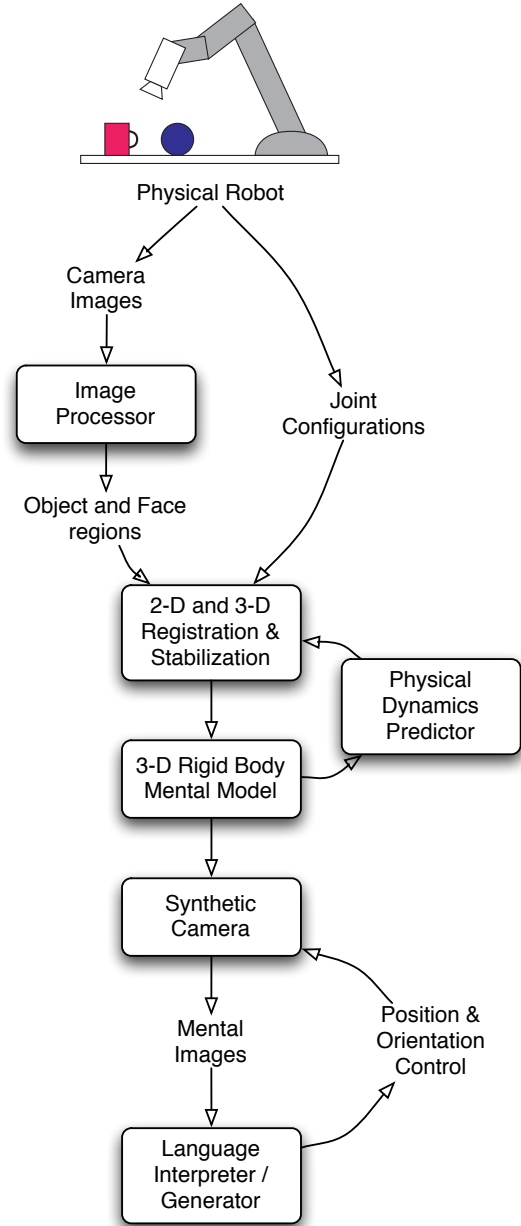 Physical Robot
Camera
Images
Image
Processor
Joint
Configurations
Object and Face
regions
2-D and 3-D
Registration &
Stabilization
Physical
Dynamics
Predictor
3-D Rigid Body
Mental Model
Synthetic
Camera
Mental
Images
Position &
Orientation
Control
Language
Interpreter /
Generator